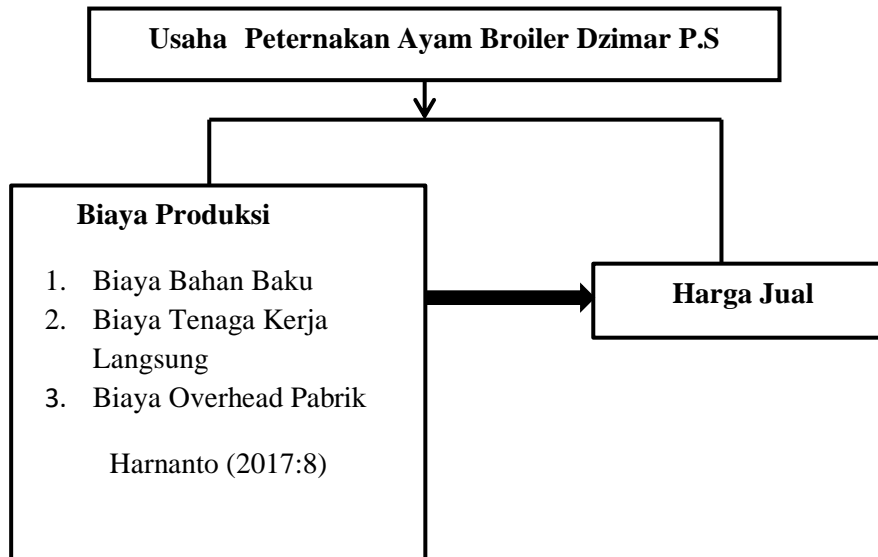 Usaha Peternakan Ayam Broiler Dzimar P.S
Biaya Produksi
1. Biaya Bahan Baku
2. Biaya Tenaga Kerja
Langsung
3. Biaya Overhead Pabrik
Harnanto (2017:8)
Harga Jual